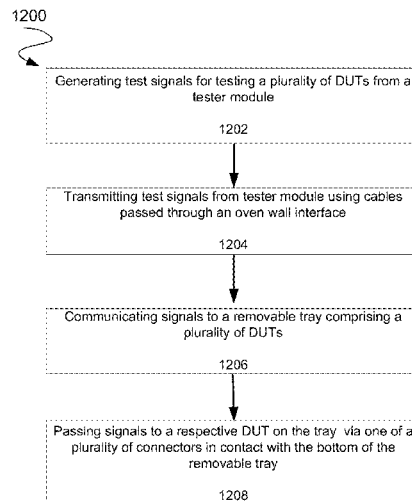 1200
Generating test signals for testing a plurality of DUTs from a
tester module
1202
Transmitting test signals from tester module using cables
passed through an oven wall interface
1204
Communicating signals to a removable tray comprising a
plurality of DUTs
1206
Passing signals to a respective DUT on the tray via one of a
plurality of connectors in contact with the bottom of the
removable tray
1208